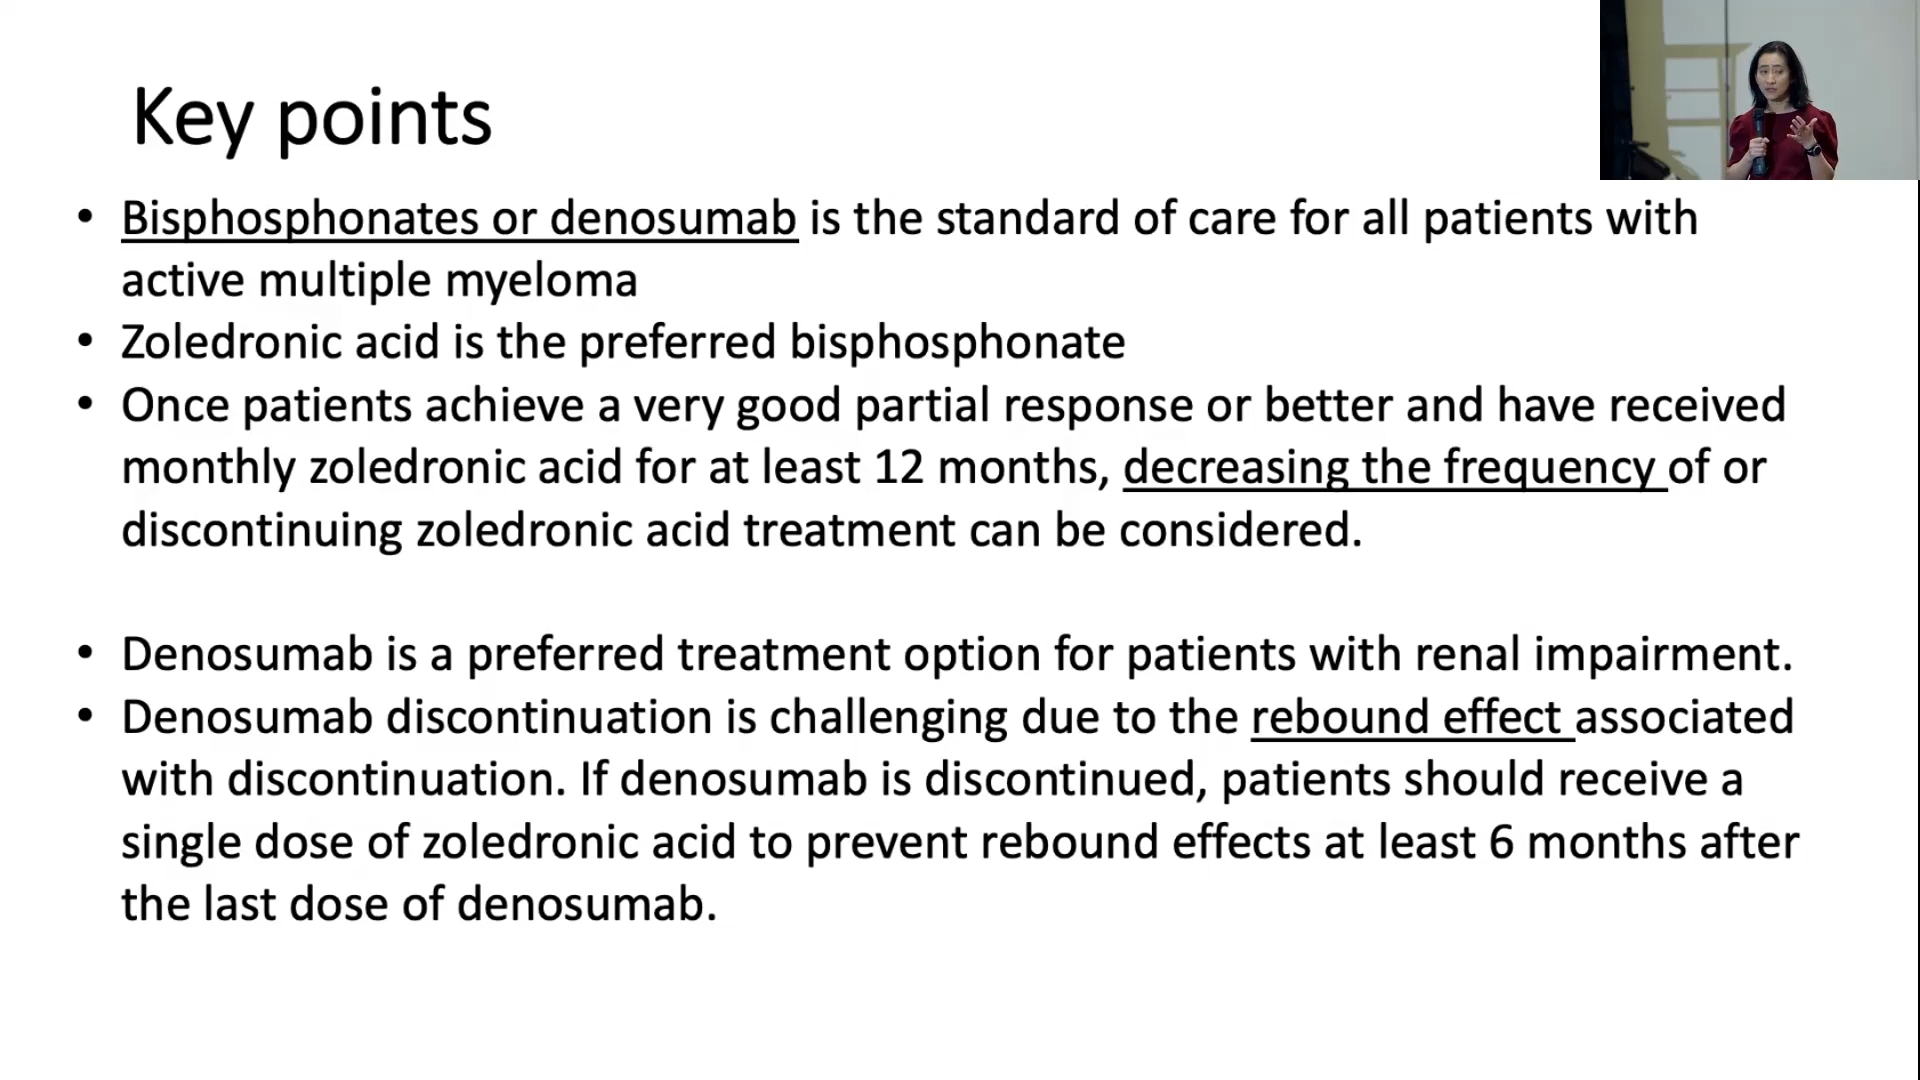 Key points
• Bisphosphonates or denosumab is the standard of care for all patients with
active multiple myeloma
• Zoledronic acid is the preferred bisphosphonate
• Once patients achieve a very good partial response or better and have received
monthly zoledronic acid for at least 12 months, decreasing the frequency of or
discontinuing zoledronic acid treatment can be considered.
• Denosumab is a preferred treatment option for patients with renal impairment.
• Denosumab discontinuation is challenging due to the rebound effect associated
with discontinuation. If denosumab is discontinued, patients should receive a
single dose of zoledronic acid to prevent rebound effects at least 6 months after
the last dose of denosumab.